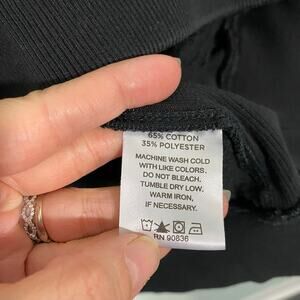 65% COTTON
35% POLYESTER
MACHINE WASH COLD
WITH LIKE COLORS.
DO NOT BLEACH.
TUMBLE DRY LOW.
WARM IRON,
IF NECESSARY.
RN 90836